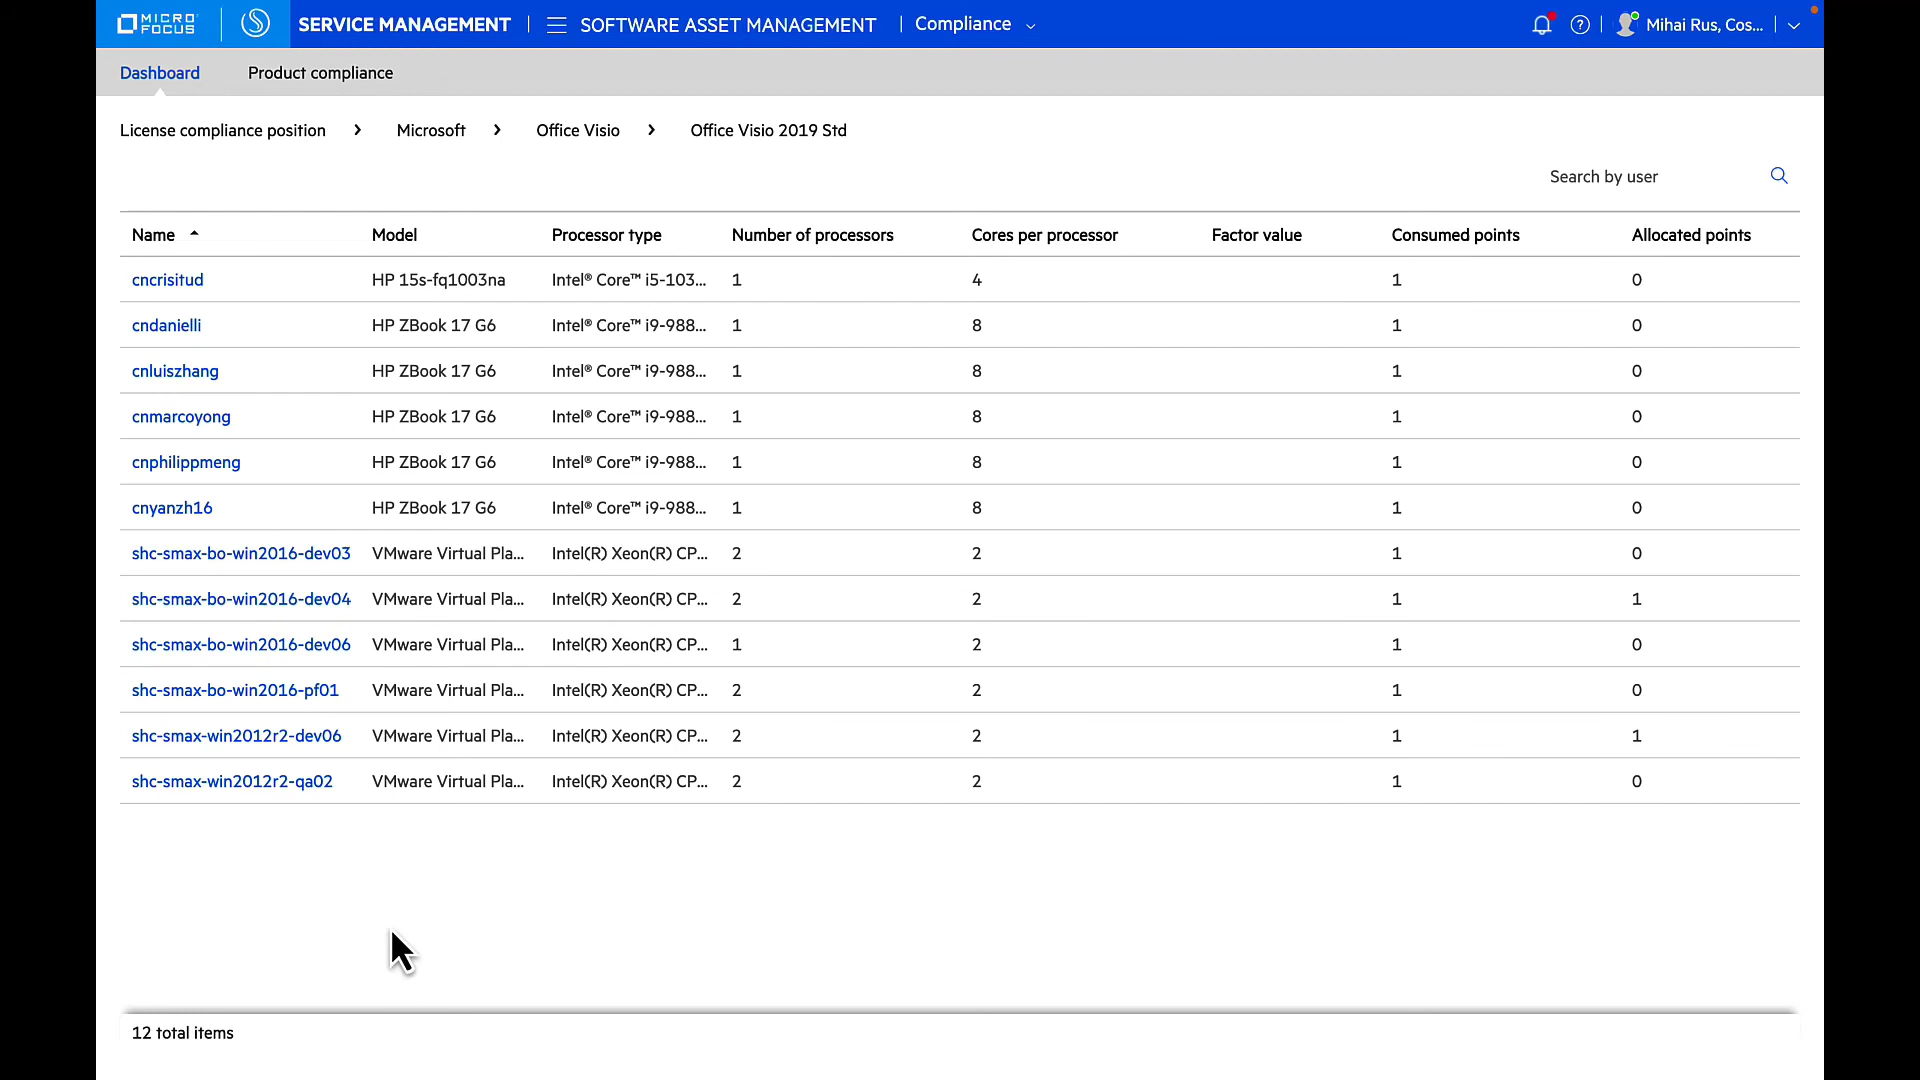 MICRO FOCUS SERVICE MANAGEMENT SOFTWARE ASSET MANAGEMENT Compliance Mihai Rus, Cos...
Dashboard Product compliance
License compliance position > Microsoft > Office Visio > Office Visio 2019 Std
Search by user
Name Model Processor type Number of processors Cores per processor Factor value Consumed points Allocated points
cncrisitud HP 15s-fq1003na Intel® Core™ i5-103... 1 4 1 0
cndanielli HP ZBook 17 G6 Intel® Core™ i9-988... 1 8 1 0
cnluiszhang HP ZBook 17 G6 Intel® Core™ i9-988... 1 8 1 0
cnmarcoyong HP ZBook 17 G6 Intel® Core™ i9-988... 1 8 1 0
cnphilippmeng HP ZBook 17 G6 Intel® Core™ i9-988... 1 8 1 0
cnyanzh16 HP ZBook 17 G6 Intel® Core™ i9-988... 1 8 1 0
shc-smax-bo-win2016-dev03 VMware Virtual Pla... Intel(R) Xeon(R) CP... 2 2 1 0
shc-smax-bo-win2016-dev04 VMware Virtual Pla... Intel(R) Xeon(R) CP... 2 2 1 1
shc-smax-bo-win2016-dev06 VMware Virtual Pla... Intel(R) Xeon(R) CP... 1 2 1 0
shc-smax-bo-win2016-pf01 VMware Virtual Pla... Intel(R) Xeon(R) CP... 2 2 1 0
shc-smax-win2012r2-dev06 VMware Virtual Pla... Intel(R) Xeon(R) CP... 2 2 1 1
shc-smax-win2012r2-qa02 VMware Virtual Pla... Intel(R) Xeon(R) CP... 2 2 1 0
12 total items